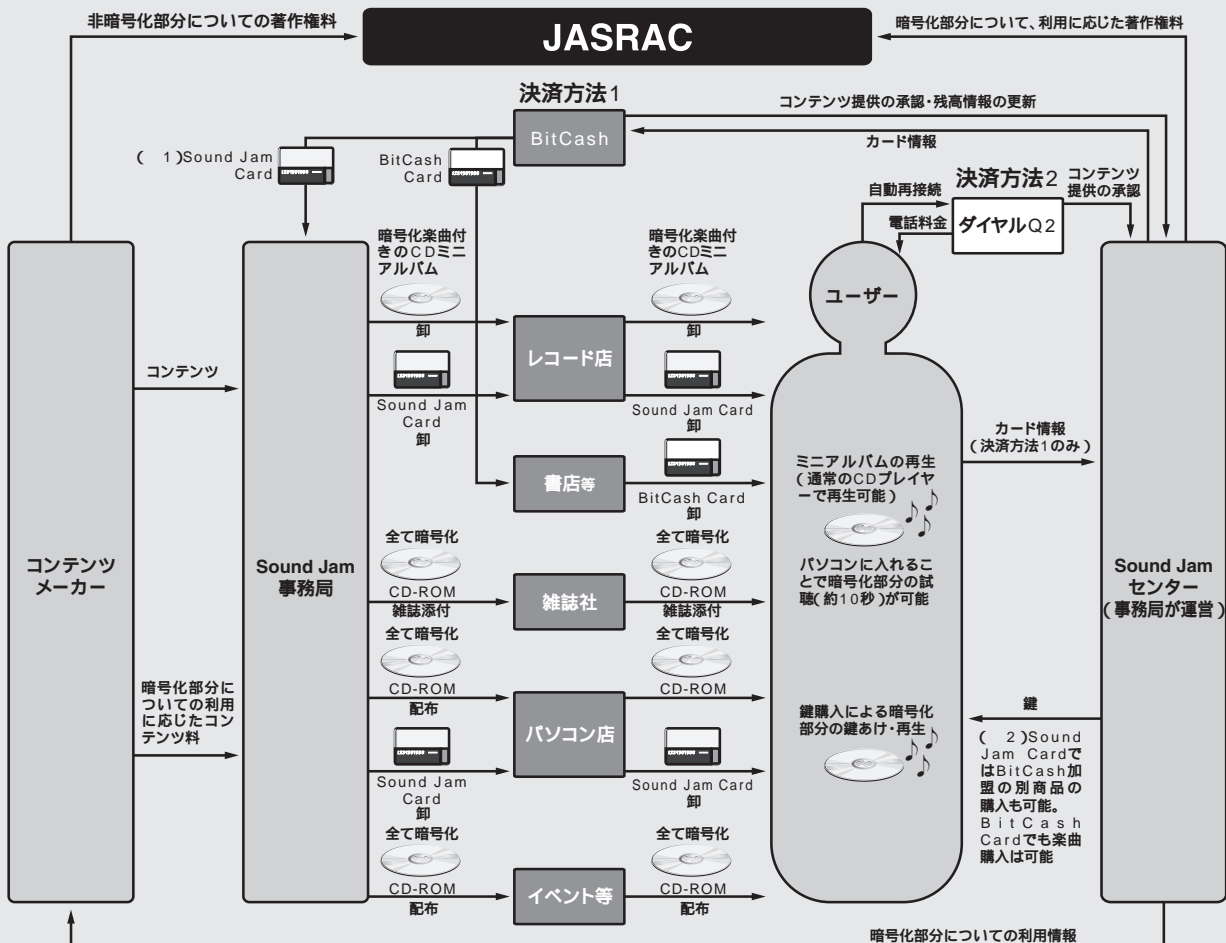 非暗号化部分についての著作権料
JASRAC
暗号化部分について、利用に応じた著作権料
決済方法1
BitCash
コンテンツ提供の承認・残高情報の更新
カード情報
( 1)Sound Jam
Card
BitCash
Card
自動再接続
決済方法2
コンテンツ
提供の承認
電話料金
ダイヤルQ2
暗号化楽曲付
きのCDミニ
アルバム
卸
暗号化楽曲付
きのCDミニ
アルバム
卸
ユーザー
レコード店
コンテンツ
Sound Jam
Card
卸
Sound Jam Card
卸
カード情報
(決済方法1のみ)
書店等
BitCash Card
卸
ミニアルバムの再生
(通常のCDプレイヤ
ーで再生可能)
パソコンに入れるこ
とで暗号化部分の試
聴(約10秒)が可能
コンテンツ
メーカー
Sound Jam
事務局
全て暗号化
CD-ROM
雑誌添付
雑誌社
全て暗号化
CD-ROM
雑誌添付
Sound Jam
センター
(事務局が運営)
全て暗号化
CD-ROM
配布
全て暗号化
CD-ROM
配布
暗号化部分に
ついての利用
に応じたコン
テンツ料
パソコン店
鍵購入による暗号化
部分の鍵あけ・再生
鍵
( 2)Sound
Jam Cardで
はBitCash加
盟の別商品の
購入も可能。
BitCash
Cardでも楽曲
購入は可能
Sound Jam
Card
卸
Sound Jam Card
卸
全て暗号化
CD-ROM
配布
イベント等
全て暗号化
CD-ROM
配布
暗号化部分についての利用情報